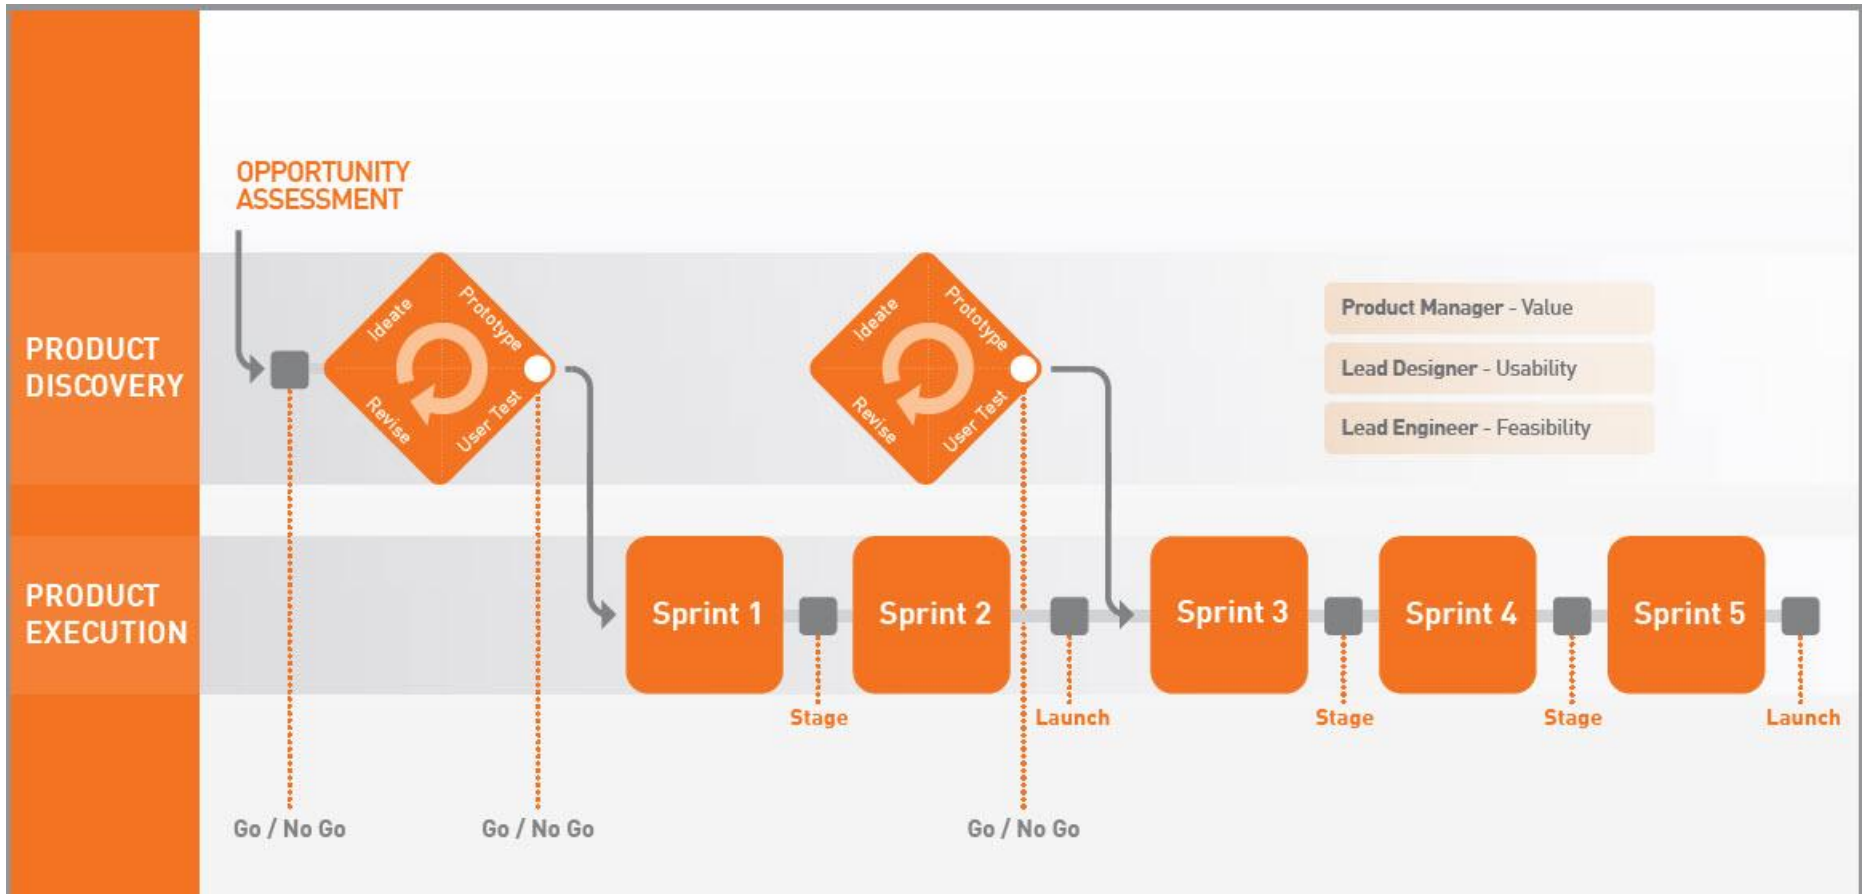 OPPORTUNITY
ASSESSMENT
PRODUCT
DISCOVERY
Ideate
Prototype
Revise
User Test
Ideate
Prototype
Revise
User Test
Product Manager - Value
Lead Designer - Usability
Lead Engineer - Feasibility
PRODUCT
EXECUTION
Sprint 1
Sprint 2
Sprint 3
Sprint 4
Sprint 5
Stage
Launch
Stage
Stage
Launch
Go / No Go
Go / No Go
Go / No Go